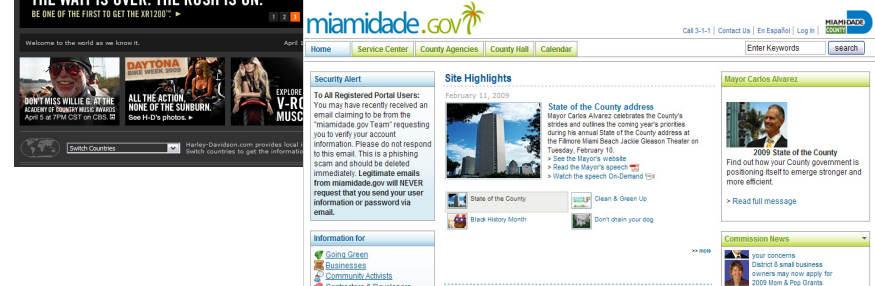 THE WAIT IS OVER. THE RUSH IS ON.
BE ONE OF THE FIRST TO GET THE XR1200™. ►
1 2 3
Welcome to the world as we know it.
April
DON'T MISS WILLIE G. AT THE
ACADEMY OF COUNTRY MUSIC AWARDS
April 5 at 7PM CST on CBS.
DAYTONA
BIKE WEEK 2009
ALL THE ACTION,
NONE OF THE SUNBURN.
See H-D's photos. ►
EXPLORE
V-RO
MUSC
Switch Countries
Harley-Davidson.com provides local i
Switch countries to get the informatio
miamidade.gov
Call 3-1-1 | Contact Us | En Español | Log In |
MIAMI-DADE
COUNTY
Home
Service Center
County Agencies
County Hall
Calendar
Enter Keywords
search
Security Alert
To All Registered Portal Users:
You may have recently received an
email claiming to be from the
"miamidade.gov Team" requesting
you to verify your account
information. Please do not respond
to this email. This is a phishing
scam and should be deleted
immediately. Legitimate emails
from miamidade.gov will NEVER
request that you send your user
information or password via
email.
Information for
Going Green
Businesses
Community Activists
Contractors & Developers
Site Highlights
February 11, 2009
State of the County address
Mayor Carlos Alvarez celebrates the County's
strides and outlines the coming year's priorities
during his annual State of the County address at
the Fillmore Miami Beach Jackie Gleason Theater on
Tuesday, February 10.
> See the Mayor's website
> Read the Mayor's speech
> Watch the speech On-Demand
State of the County
Clean & Green Up
Black History Month
Don't chain your dog
>> more
Mayor Carlos Alvarez
2009 State of the County
Find out how your County government is
positioning itself to emerge stronger and
more efficient.
> Read full message
Commission News
your concerns
District 8 small business
owners may now apply for
2009 Mom & Pop Grants